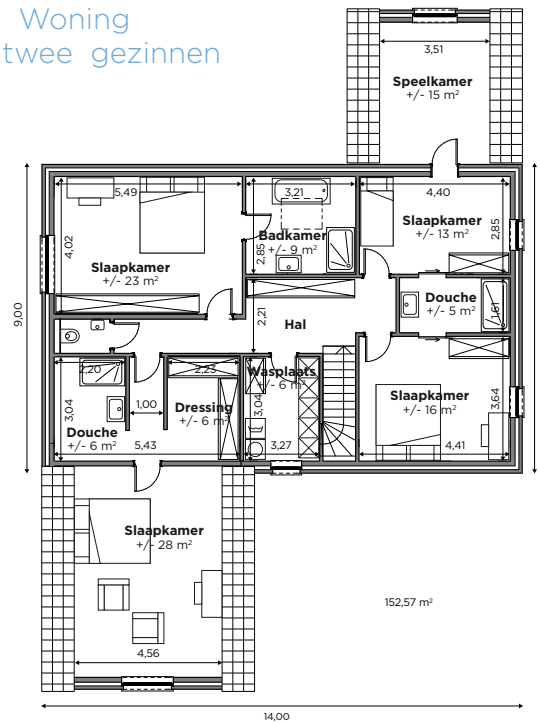 Woning
twee gezinnen
3,51
Speelkamer
+/- 15 m²
5,49
3,21
4,40
4,02
Badkamer
+/- 9 m²
2,85
Slaapkamer
+/- 13 m²
2,85
Slaapkamer
+/- 23 m²
9,00
2,21
Hal
Douche
+/- 5 m²
1,61
2,20
2,23
Wasplaats
+/- 6 m²
3,04
1,00
Dressing
+/- 6 m²
3,04
Slaapkamer
+/- 16 m²
3,64
Douche
+/- 6 m²
5,43
3,27
4,41
Slaapkamer
+/- 28 m²
152,57 m²
4,56
14,00